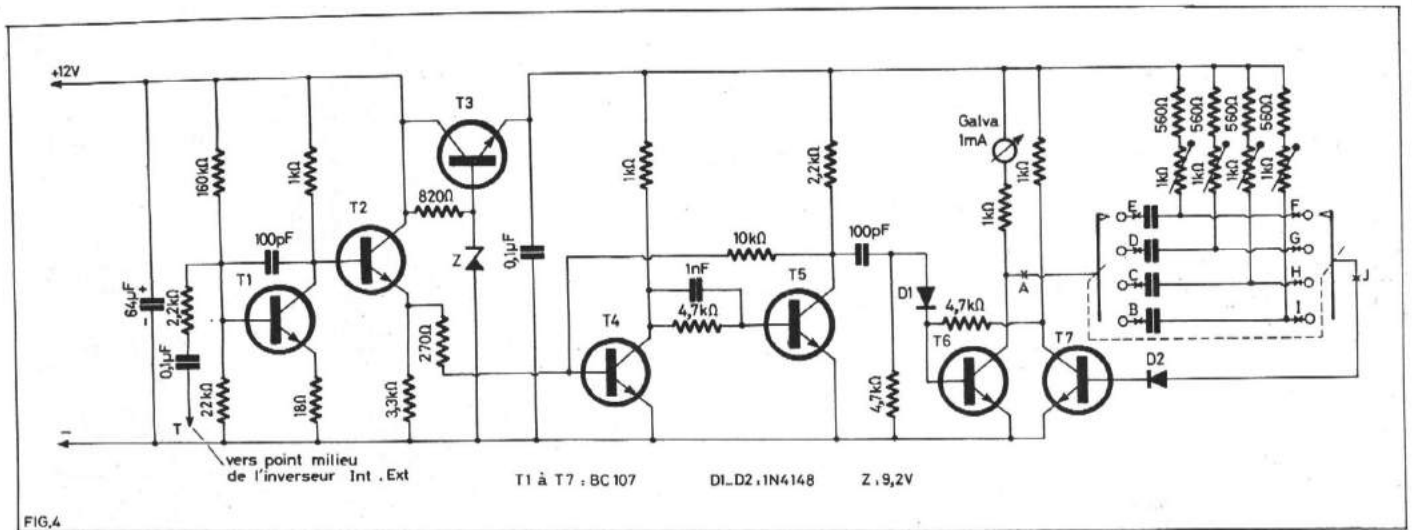 +12V
T3
Galva
1mA
560Ω
560Ω
560Ω
560Ω
160kΩ
1kΩ
1kΩ
2,2kΩ
1kΩ
T2
820Ω
1kΩ
1kΩ
1kΩ
1kΩ
1kΩ
E
F
100pF
10kΩ
100pF
D
G
Z
0,1µF
T1
1nF
T5
A
C
H
J
64µF
+
-
2,2kΩ
4,7kΩ
D1
4,7kΩ
B
I
T4
T6
T7
D2
0,1µF
270Ω
22kΩ
18Ω
3,3kΩ
4,7kΩ
T
-
vers point milieu
de l'inverseur Int . Ext
T1 à T7 : BC 107
D1_D2 : 1N4148
Z : 9,2V
FIG.4